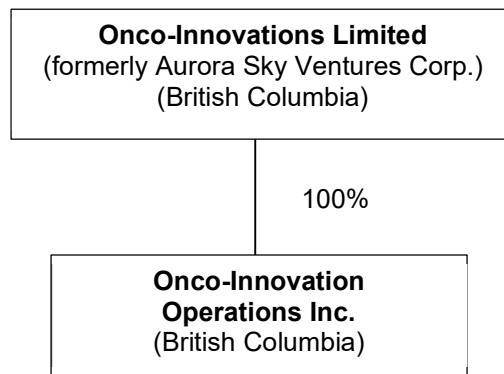 Onco-Innovations Limited
(formerly Aurora Sky Ventures Corp.)
(British Columbia)
100%
Onco-Innovation
Operations Inc.
(British Columbia)